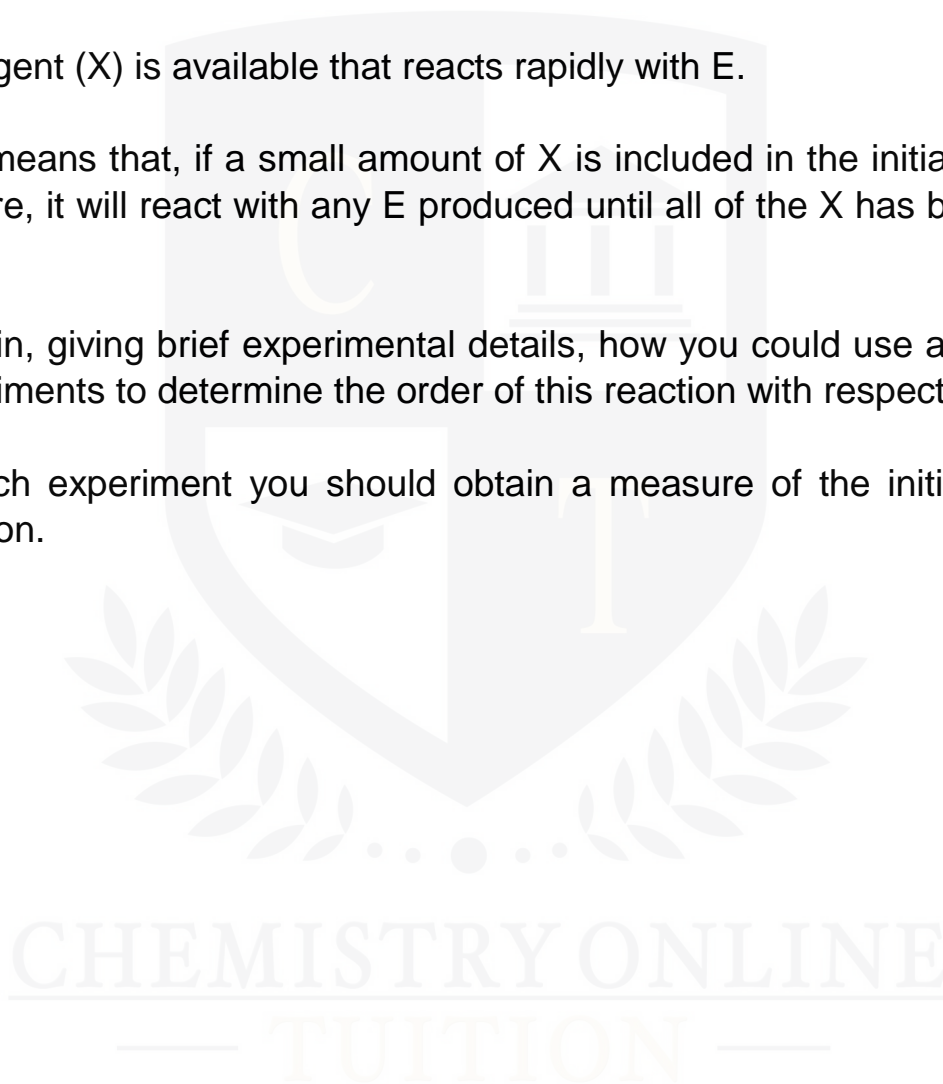 gent (X) is available that reacts rapidly with E.
means that, if a small amount of X is included in the initia
re, it will react with any E produced until all of the X has b
in, giving brief experimental details, how you could use a
iments to determine the order of this reaction with respect
ch experiment you should obtain a measure of the initi
on.
C
T
CHEMISTRY ONLINE
TUITION